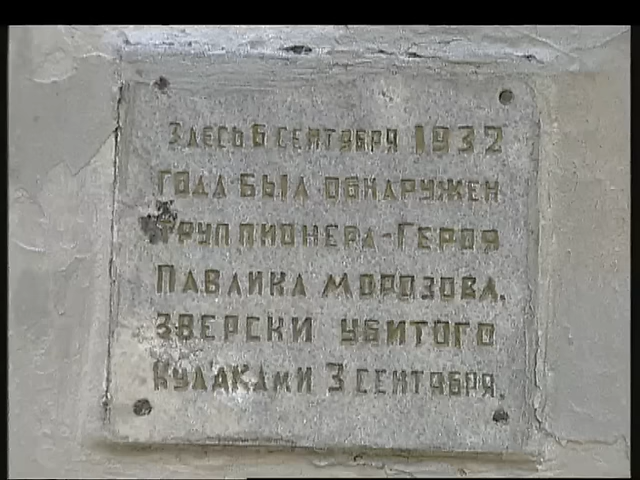 Здесь 6 сентября 1932
года был обнаружен
труп пионера-героя
Павлика Морозова,
зверски убитого
кулаками 3 сентября.